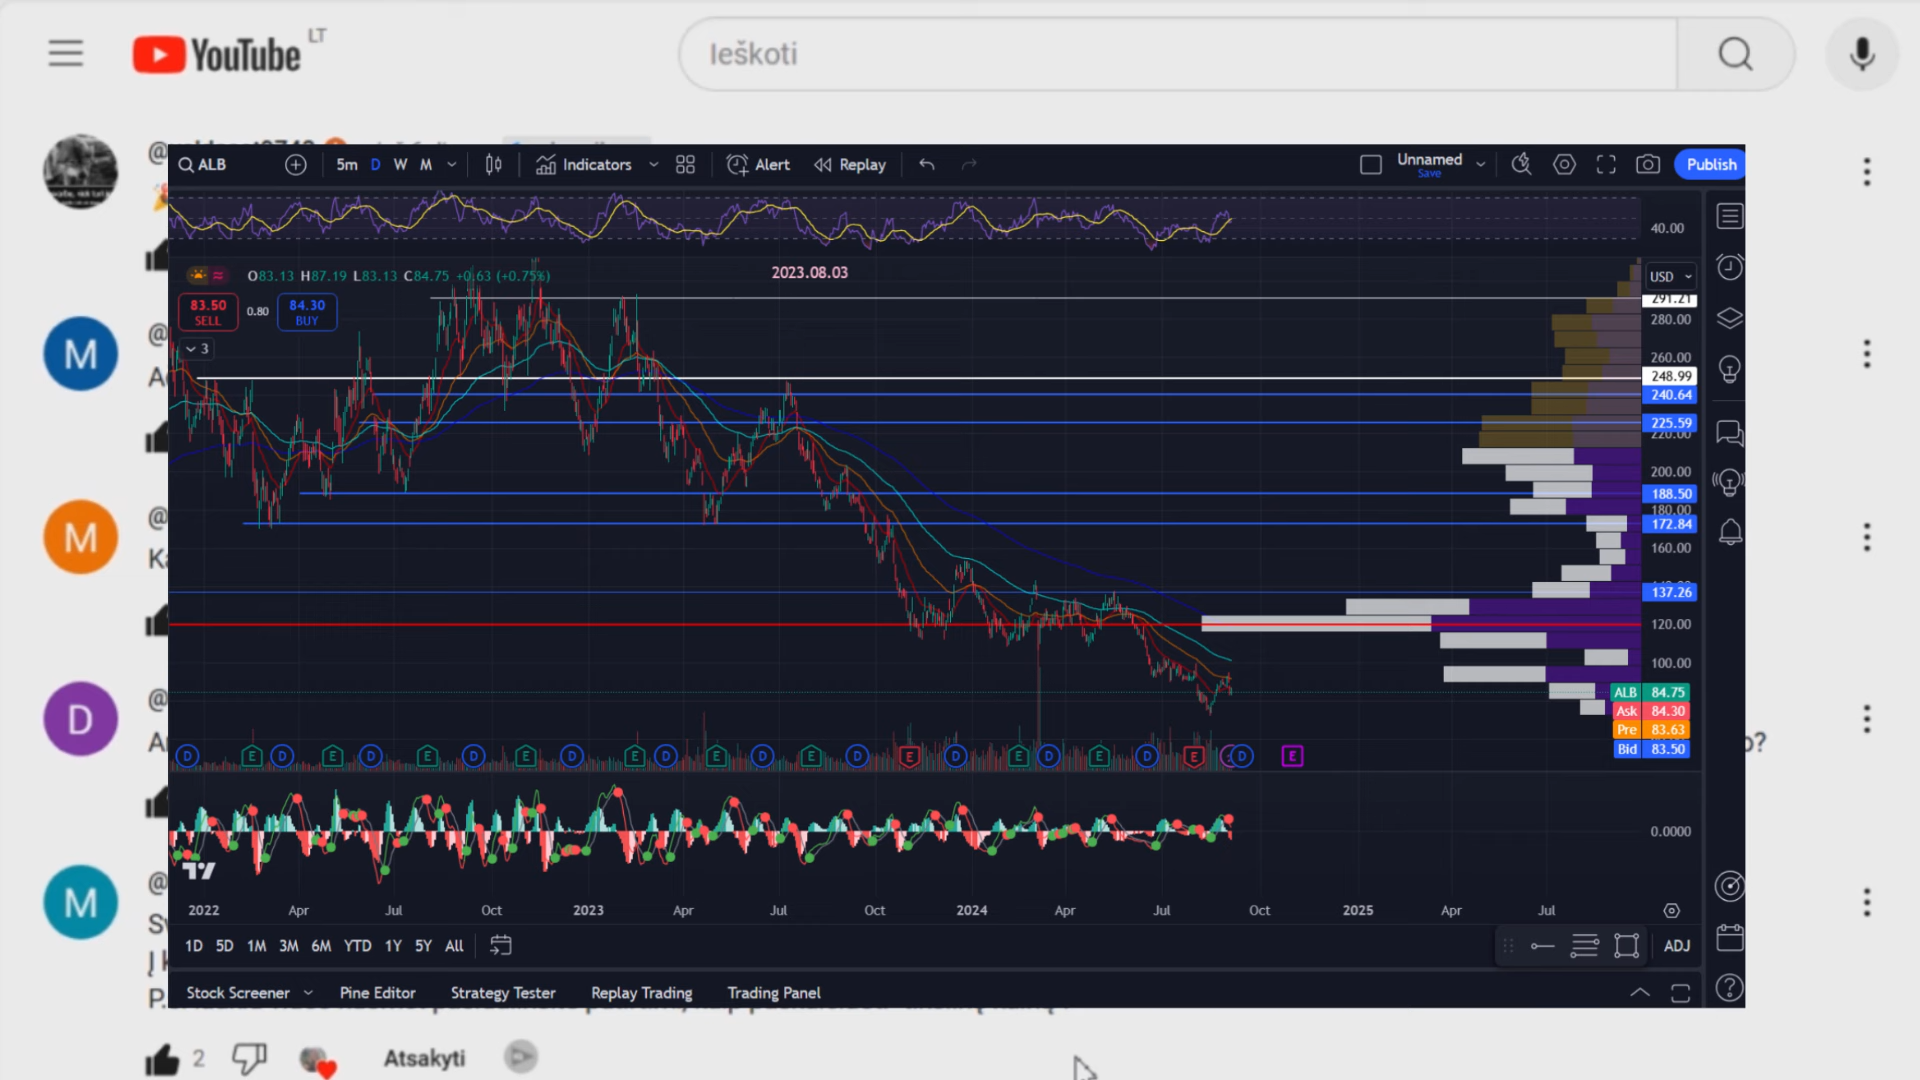 YouTube LT
Ieškoti
ALB
5m D W M
Indicators
Alert
Replay
Unnamed
Save
Publish
40.00
O83.13 H87.19 L83.13 C84.75 +0.63 (+0.75%)
2023.08.03
USD
83.50
SELL
0.80
84.30
BUY
3
291.21
280.00
260.00
248.99
240.64
225.59
220.00
200.00
188.50
180.00
172.84
160.00
137.26
120.00
100.00
ALB 84.75
Ask 84.30
Pre 83.63
Bid 83.50
D E D E D E D E D E D E D E D E D E D E D E D E D E
0.0000
2022 Apr Jul Oct 2023 Apr Jul Oct 2024 Apr Jul Oct 2025 Apr Jul
1D 5D 1M 3M 6M YTD 1Y 5Y All
ADJ
Stock Screener
Pine Editor
Strategy Tester
Replay Trading
Trading Panel
M
M
D
M
2
Atsakyti